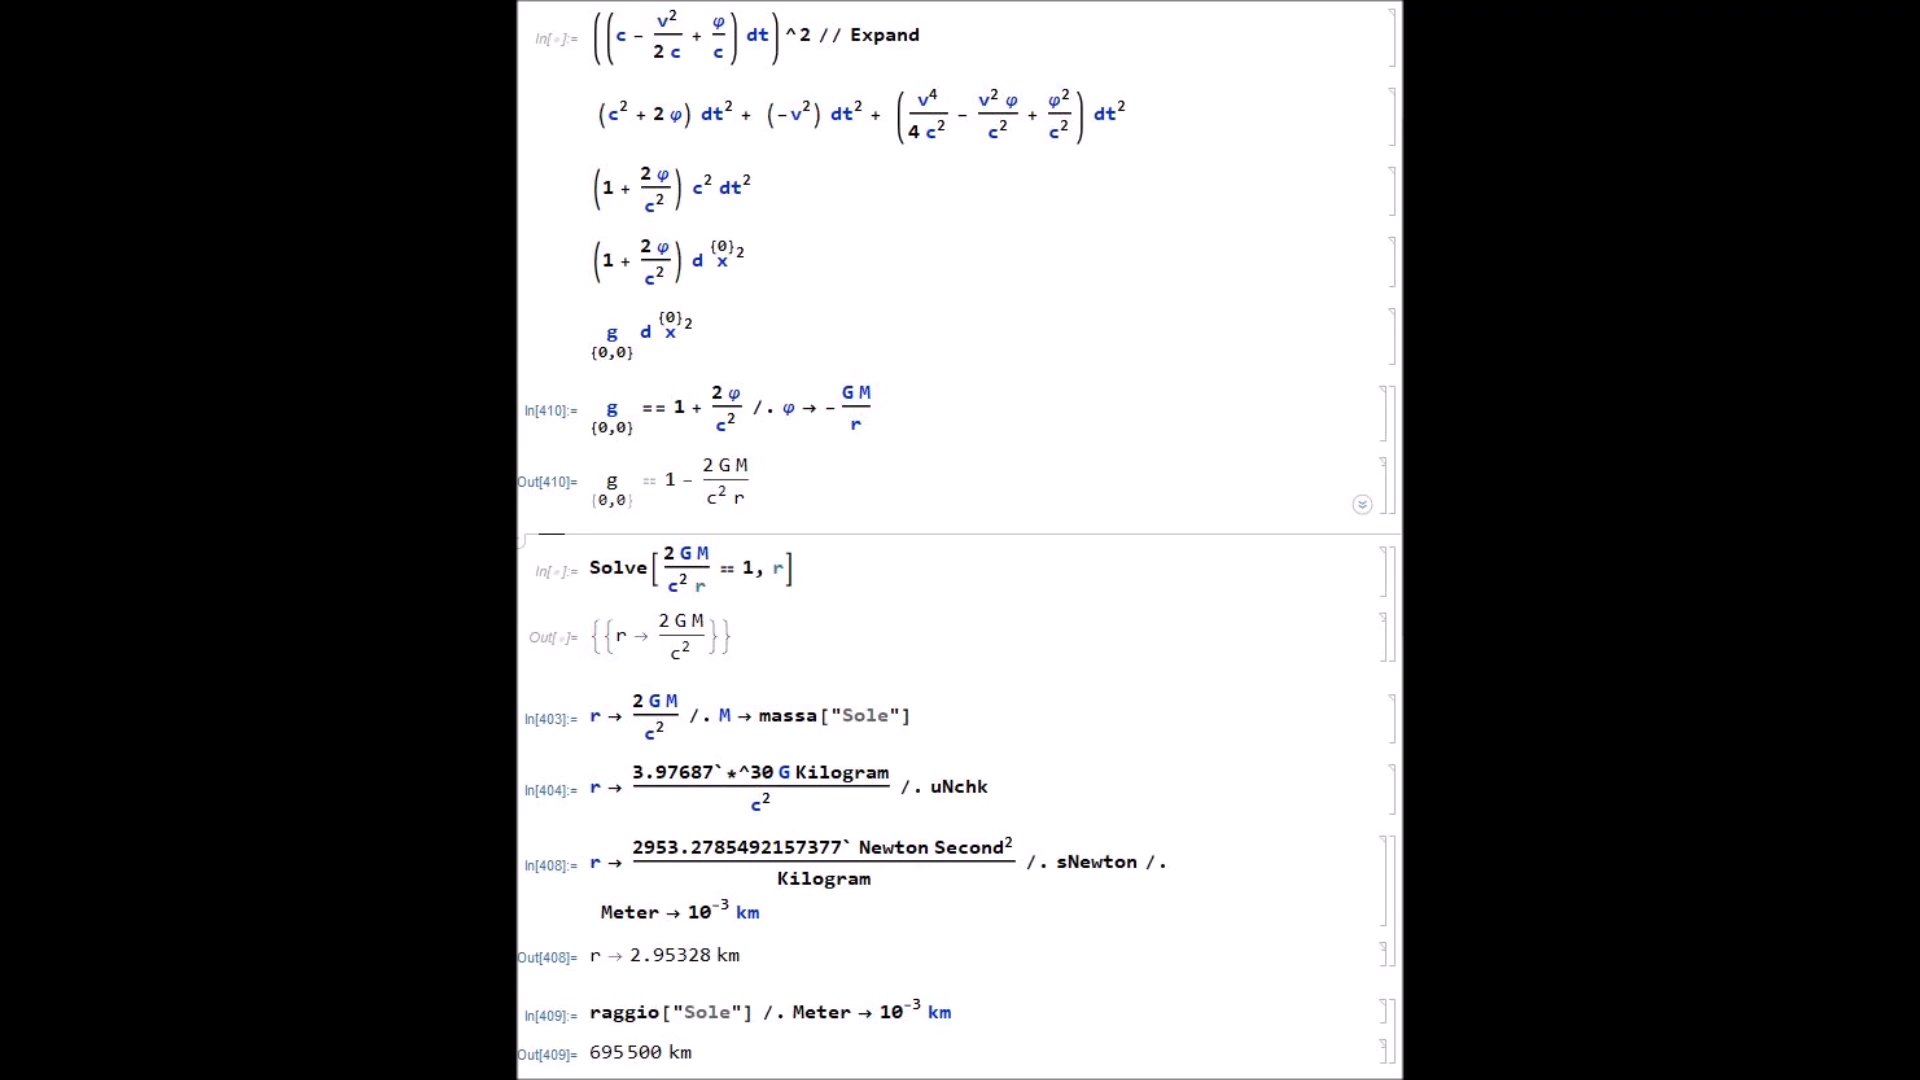 In[ ]:= ((c - v²/(2 c) + φ/c) dt)^2 // Expand
(c² + 2 φ) dt² + (-v²) dt² + (v⁴/(4 c²) - (v² φ)/c² + φ²/c²) dt²
(1 + (2 φ)/c²) c² dt²
(1 + (2 φ)/c²) d x^{0} ²
g_{0,0} d x^{0} ²
In[410]:= g_{0,0} == 1 + (2 φ)/c² /. φ → - (G M)/r
Out[410]= g_{0,0} == 1 - (2 G M)/(c² r)
In[ ]:= Solve[(2 G M)/(c² r) == 1, r]
Out[ ]= {{r → (2 G M)/c²}}
In[403]:= r → (2 G M)/c² /. M → massa["Sole"]
In[404]:= r → (3.97687`*^30 G Kilogram)/c² /. uNchk
In[408]:= r → (2953.2785492157377` Newton Second²)/Kilogram /. sNewton /.
Meter → 10⁻³ km
Out[408]= r → 2.95328 km
In[409]:= raggio["Sole"] /. Meter → 10⁻³ km
Out[409]= 695500 km